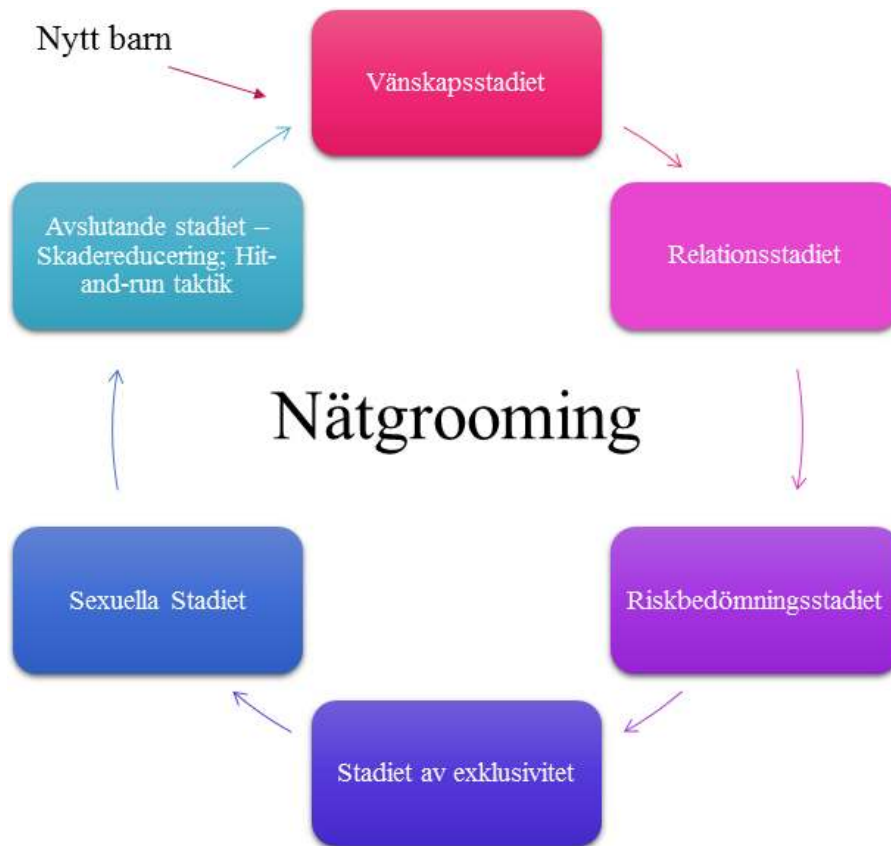 Nytt barn
Vänskapsstadiet
Relationsstadiet
Riskbedömningsstadiet
Stadiet av exklusivitet
Sexuella Stadiet
Avslutande stadiet –
Skadereducering; Hit-
and-run taktik
Nätgrooming